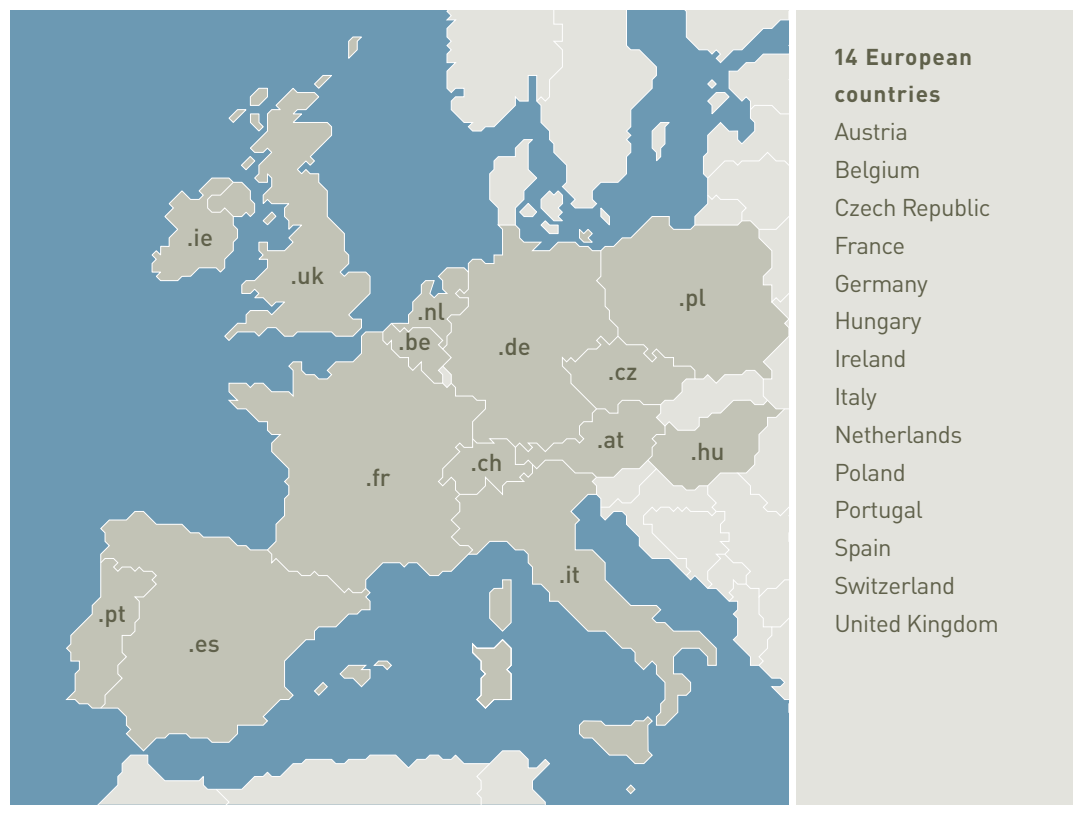 .ie
.uk
.nl
.be
.de
.pl
.cz
.at
.hu
.ch
.fr
.it
.pt
.es
14 European
countries
Austria
Belgium
Czech Republic
France
Germany
Hungary
Ireland
Italy
Netherlands
Poland
Portugal
Spain
Switzerland
United Kingdom